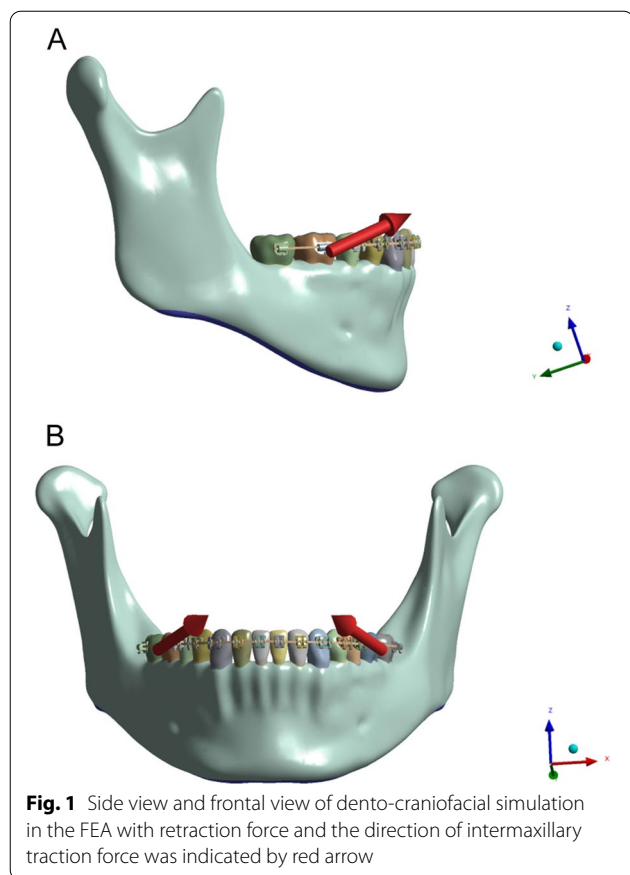 A
Z
Y
B
Z
X
Fig. 1 Side view and frontal view of dento-craniofacial simulation
in the FEA with retraction force and the direction of intermaxillary
traction force was indicated by red arrow